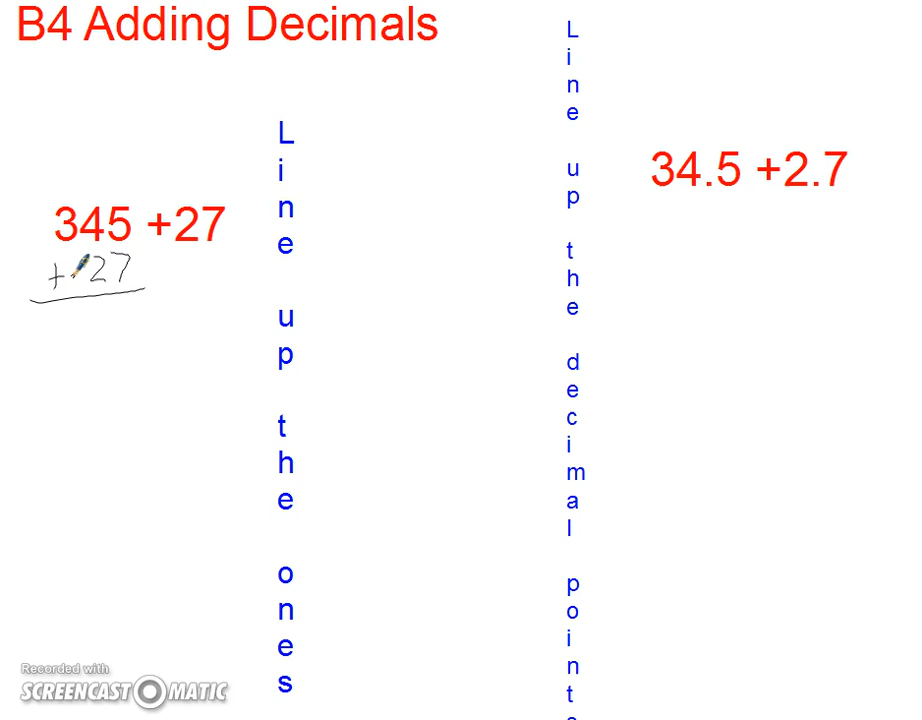 B4 Adding Decimals
345 +27
+ 27
Line up the ones
Line up the decimal points
34.5 +2.7
Recorded with
SCREENCAST O MATIC